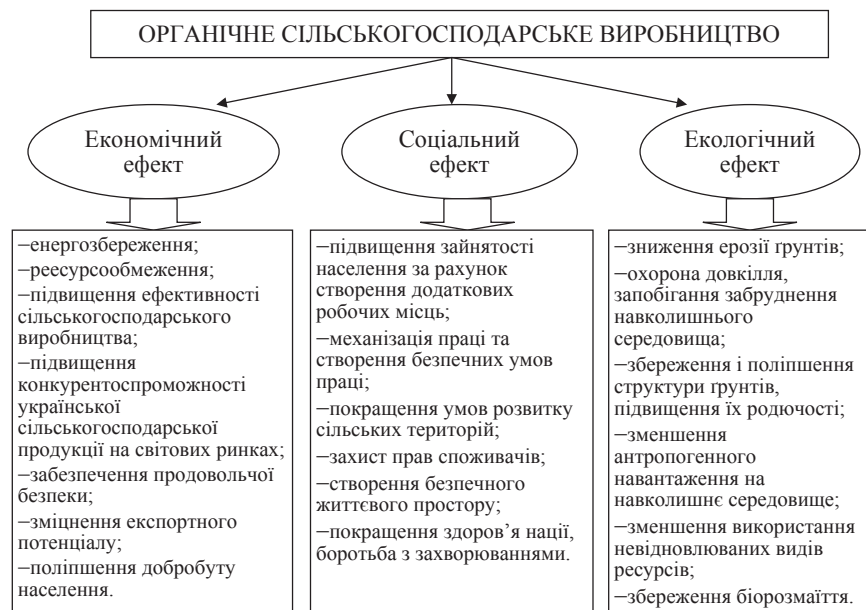 ОРГАНІЧНЕ СІЛЬСЬКОГОСПОДАРСЬКЕ ВИРОБНИЦТВО
Економічний
ефект
–енергозбереження;
–реесурсообмеження;
–підвищення ефективності
сільськогосподарського
виробництва;
–підвищення
конкурентоспроможності
української
сільськогосподарської
продукції на світових ринках;
–забезпечення продовольчої
безпеки;
–зміцнення експортного
потенціалу;
–поліпшення добробуту
населення.
Соціальний
ефект
–підвищення зайнятості
населення за рахунок
створення додаткових
робочих місць;
–механізація праці та
створення безпечних умов
праці;
–покращення умов розвитку
сільських територій;
–захист прав споживачів;
–створення безпечного
життєвого простору;
–покращення здоров’я нації,
боротьба з захворюваннями.
Екологічний
ефект
–зниження ерозії ґрунтів;
–охорона довкілля,
запобігання забруднення
навколишнього
середовища;
–збереження і поліпшення
структури ґрунтів,
підвищення їх родючості;
–зменшення
антропогенного
навантаження на
навколишнє середовище;
–зменшення використання
невідновлюваних видів
ресурсів;
–збереження біорозмаїття.